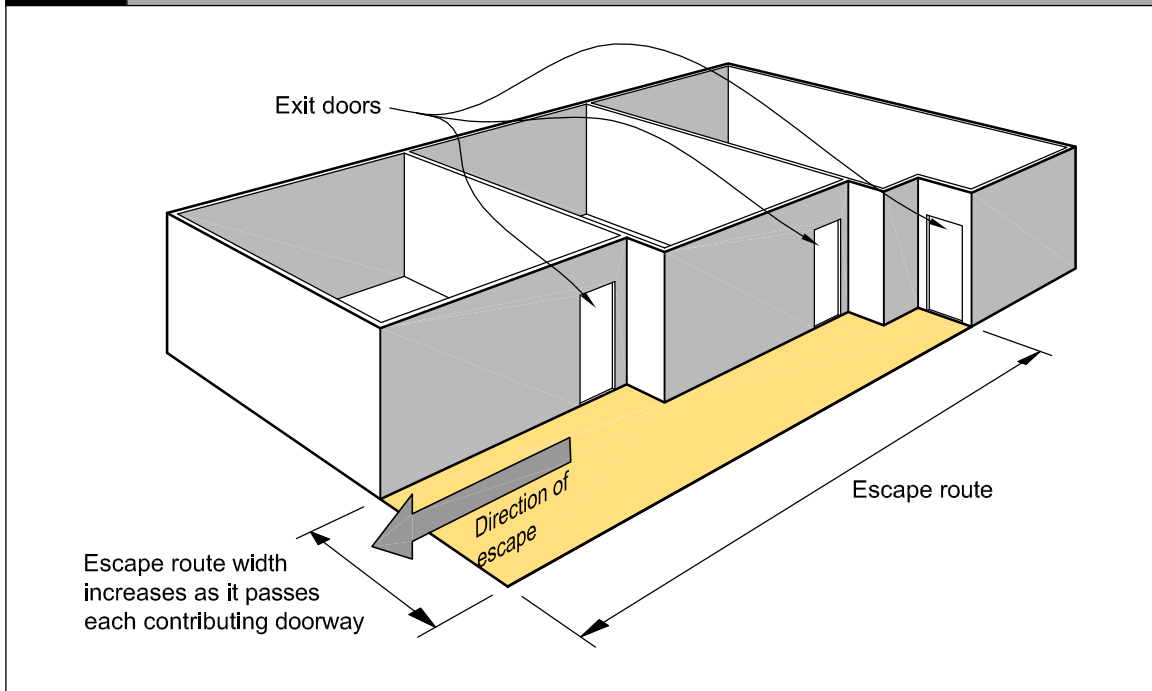 Exit doors
Direction of
escape
Escape route
Escape route width
increases as it passes
each contributing doorway